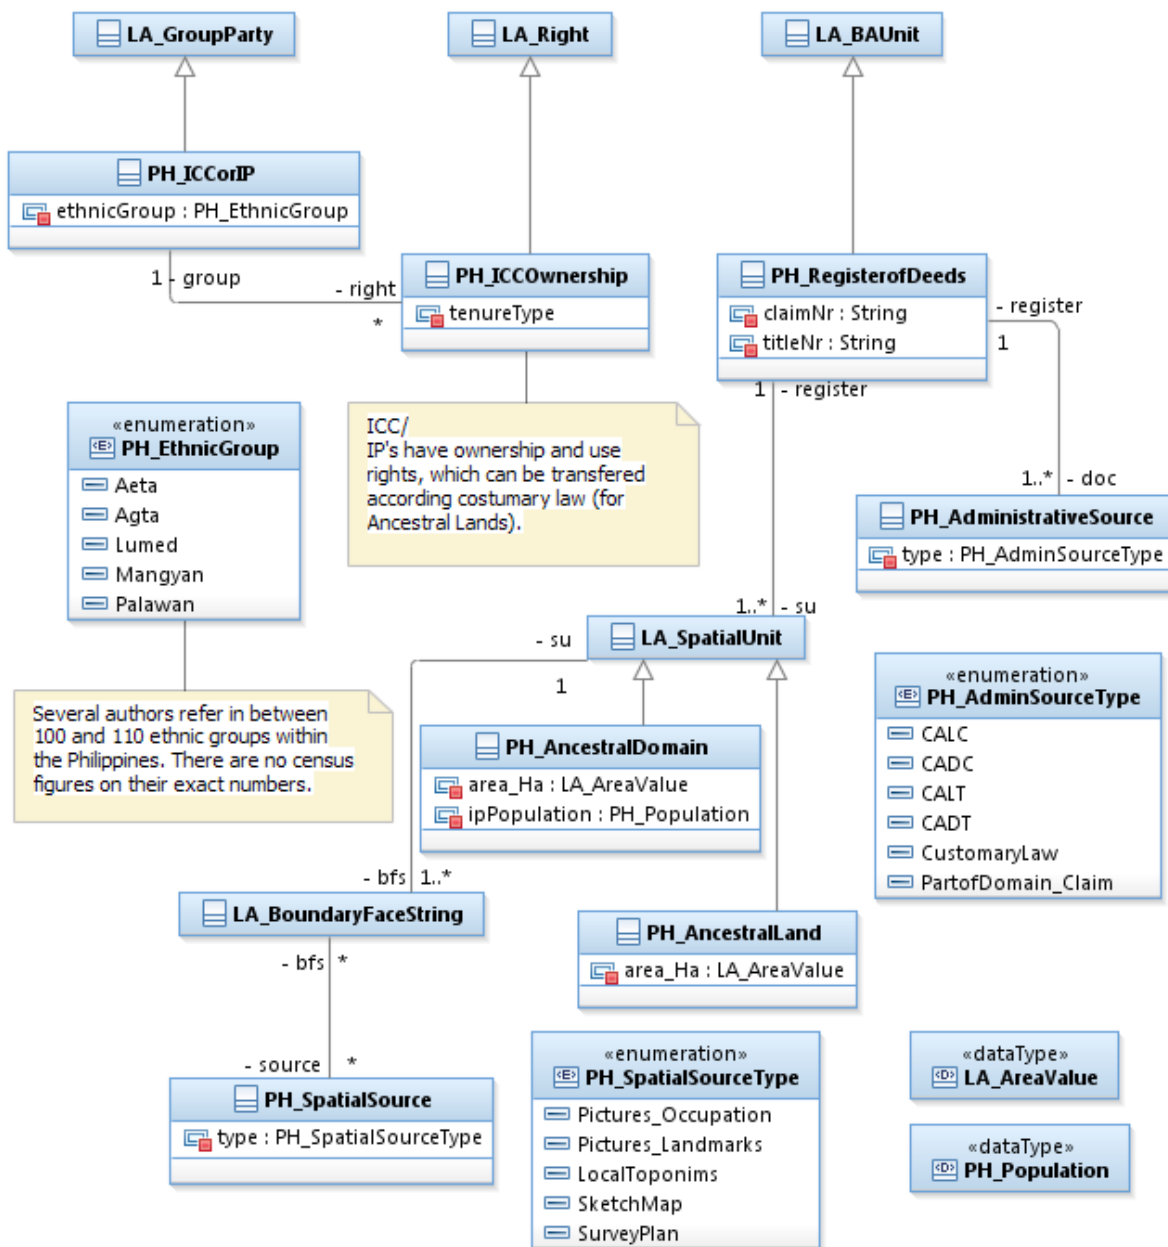 LA_GroupParty
LA_Right
LA_BAUnit
PH_ICCorIP
ethnicGroup : PH_EthnicGroup
1 - group
- right
*
PH_ICCOwnership
tenureType
PH_RegisterofDeeds
claimNr : String
titleNr : String
- register
1
1 - register
«enumeration»
PH_EthnicGroup
Aeta
Agta
Lumed
Mangyan
Palawan
ICC/
IP's have ownership and use
rights, which can be transfered
according costumary law (for
Ancestral Lands).
1..* - doc
PH_AdministrativeSource
type : PH_AdminSourceType
1..* - su
LA_SpatialUnit
- su
1
Several authors refer in between
100 and 110 ethnic groups within
the Philippines. There are no census
figures on their exact numbers.
PH_AncestralDomain
area_Ha : LA_AreaValue
ipPopulation : PH_Population
«enumeration»
PH_AdminSourceType
CALC
CADC
CALT
CADT
CustomaryLaw
PartofDomain_Claim
- bfs 1..*
LA_BoundaryFaceString
- bfs *
PH_AncestralLand
area_Ha : LA_AreaValue
- source *
PH_SpatialSource
type : PH_SpatialSourceType
«enumeration»
PH_SpatialSourceType
Pictures_Occupation
Pictures_Landmarks
LocalToponims
SketchMap
SurveyPlan
«dataType»
LA_AreaValue
«dataType»
PH_Population